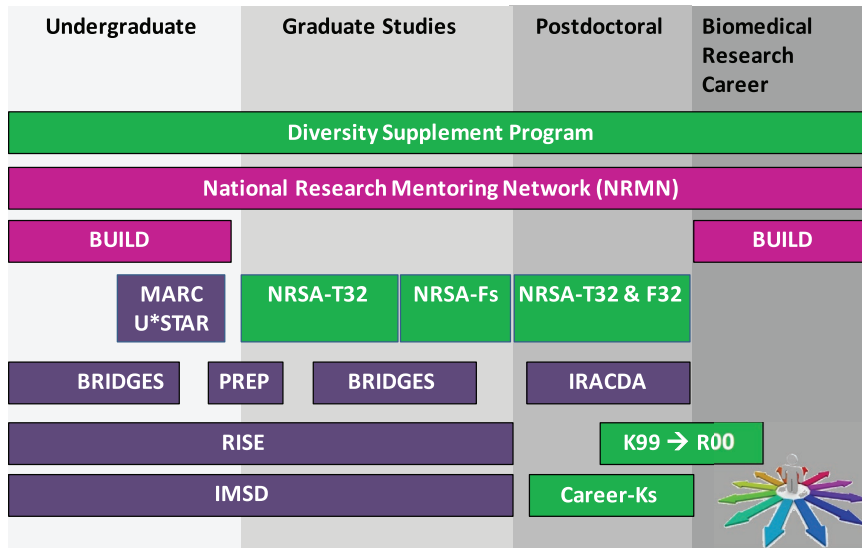 Undergraduate
Graduate Studies
Postdoctoral
Biomedical
Research
Career
Diversity Supplement Program
National Research Mentoring Network (NRMN)
BUILD
BUILD
MARC
U*STAR
NRSA-T32
NRSA-Fs
NRSA-T32 & F32
BRIDGES
PREP
BRIDGES
IRACDA
RISE
K99 → R00
IMSD
Career-Ks